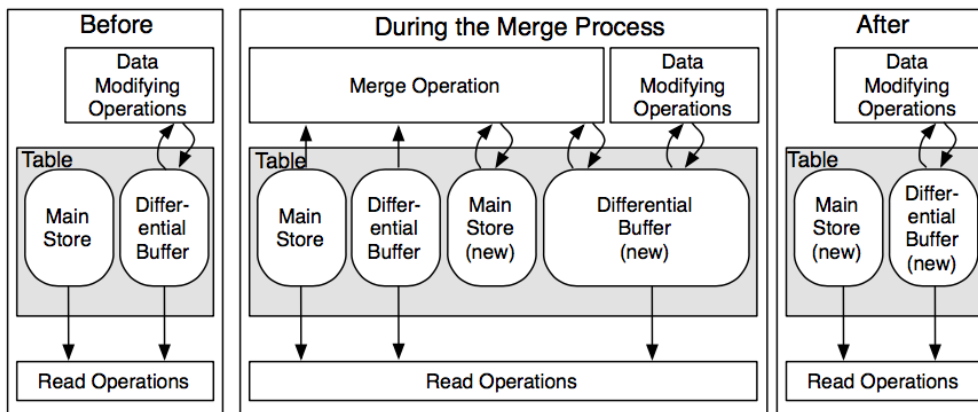 Before
Data
Modifying
Operations
Table
Main
Store
Differ-
ential
Buffer
Read Operations
During the Merge Process
Merge Operation
Data
Modifying
Operations
Table
Main
Store
Differ-
ential
Buffer
Main
Store
(new)
Differential
Buffer
(new)
Read Operations
After
Data
Modifying
Operations
Table
Main
Store
(new)
Differ-
ential
Buffer
(new)
Read Operations